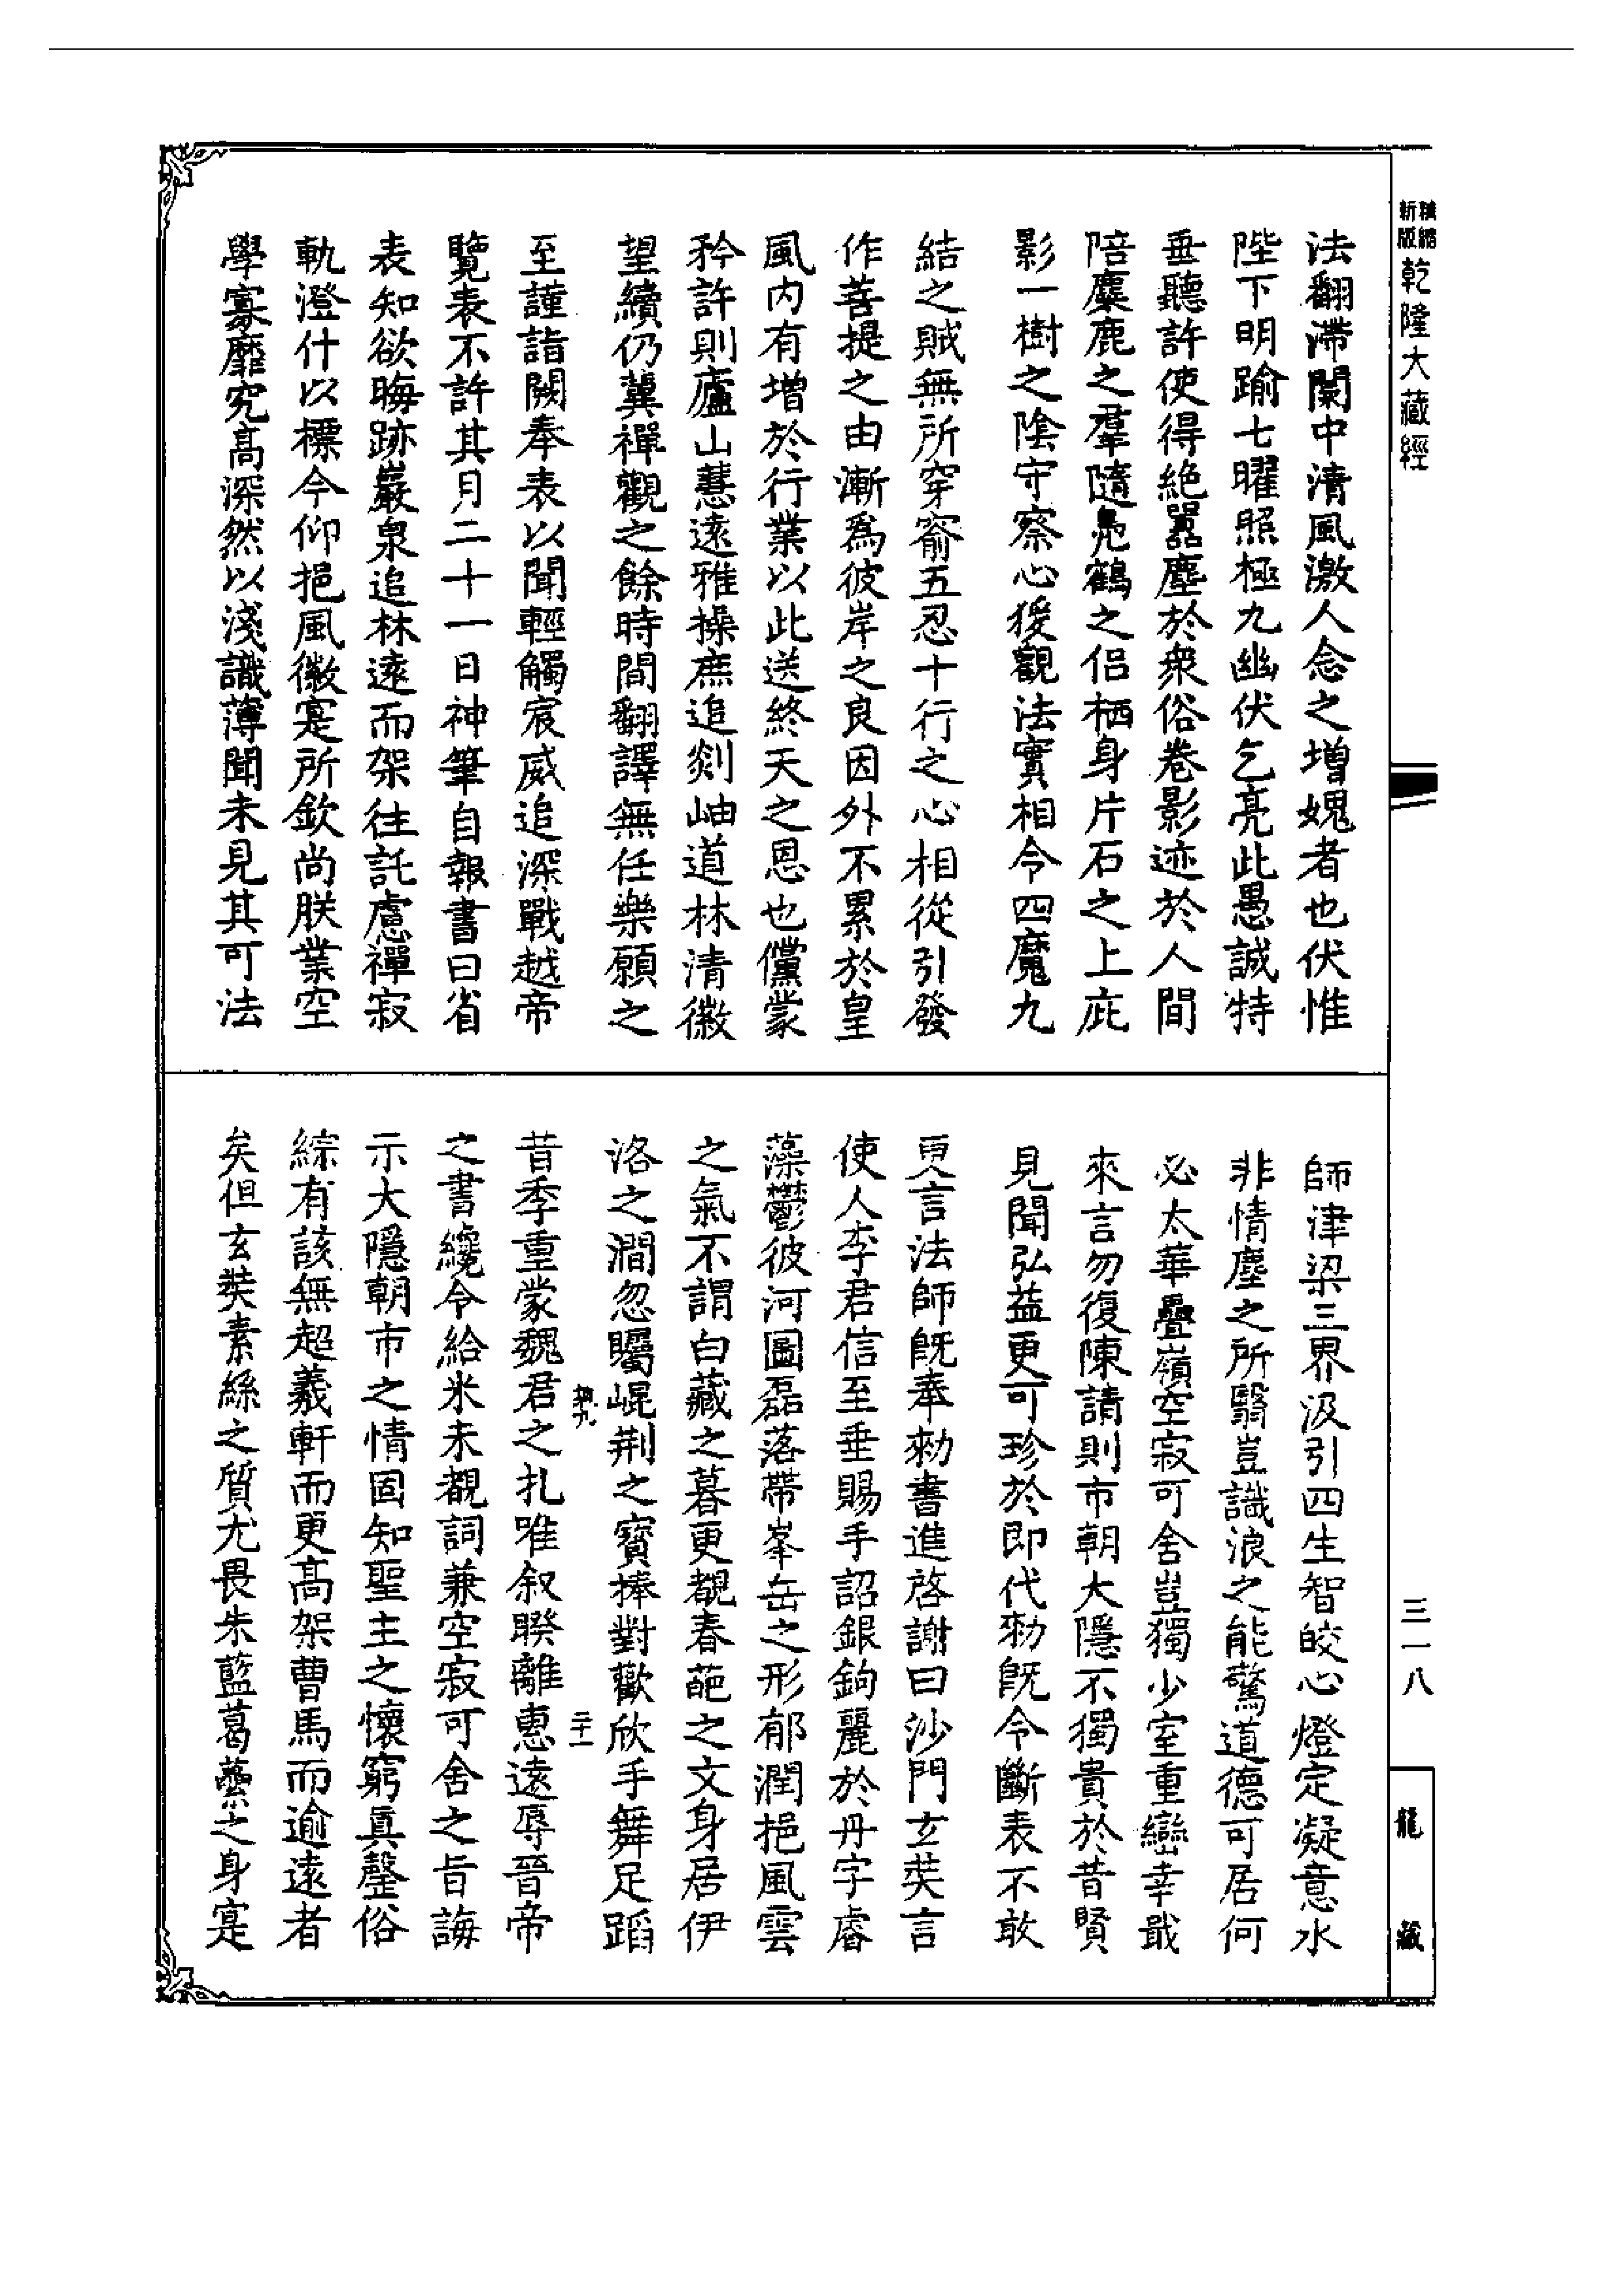 精縮新版乾隆大藏經
法翻滯關中清風激人念之增媿者也伏惟
陛下明踰七曜照極九幽伏乞亮此愚誠特
垂聽許使得絕囂塵於衆俗卷影迹於人間
陪麋鹿之羣隨鳧鶴之侣栖身片石之上庇
影一樹之陰守察心猨觀法實相令四魔九
結之賊無所穿窬五忍十行之心相從引發
作菩提之由漸爲彼岸之良因外不累於皇
風内有增於行業以此送終天之恩也儻蒙
矜許則廬山慧遠雅操庶追剡岫道林清徽
望續仍冀禪觀之餘時間翻譯無任樂願之
至謹詣闕奉表以聞輕觸宸威追深戰越帝
覽表不許其月二十一日神筆自報書曰省
表知欲晦跡巖泉追林遠而架往託慮禪寂
軌澄什以標今仰挹風徽寔所欽尚朕業空
學寡靡究高深然以淺識薄聞未見其可法
師津梁三界汲引四生智皎心燈定凝意水
非情塵之所翳豈識浪之能驚道德可居何
必太華疊嶺空寂可舍豈獨少室重巒幸戢
來言勿復陳請則市朝大隱不獨貴於昔賢
見聞弘益更可珍於即代勑旣令斷表不敢
更言法師旣奉勑書進啓謝曰沙門玄奘言
使人李君信至垂賜手詔銀鉤麗於丹字睿
藻鬱彼河圖磊落帶峯岳之形郁潤挹風雲
之氣不謂白藏之暮更覩春葩之文身居伊
洛之澗忽矚崐荆之寶捧對歡欣手舞足蹈
執九
二十一
昔季重蒙魏君之扎唯叙睽離惠遠辱晉帝
之書纔令給米未覩詞兼空寂可舍之旨誨
示大隱朝市之情固知聖主之懷窮眞罄俗
綜有該無超羲軒而更高架曹馬而逾遠者
矣但玄奘素絲之質尤畏朱藍葛藟之身寔
三一八
龍藏